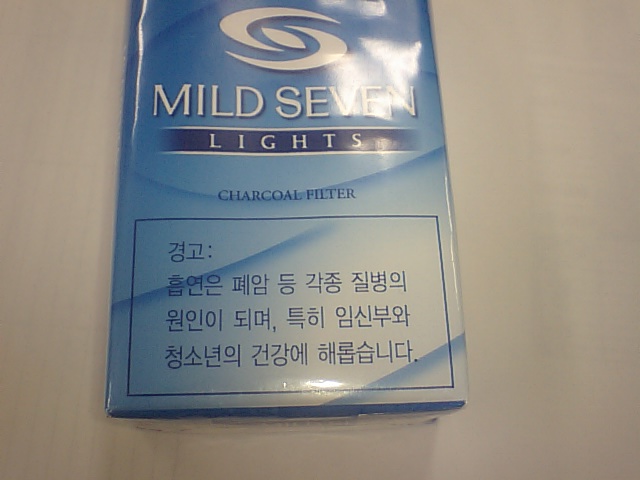 MILD SEVEN
LIGHTS
CHARCOAL FILTER
경고:
흡연은 폐암 등 각종 질병의
원인이 되며, 특히 임신부와
청소년의 건강에 해롭습니다.